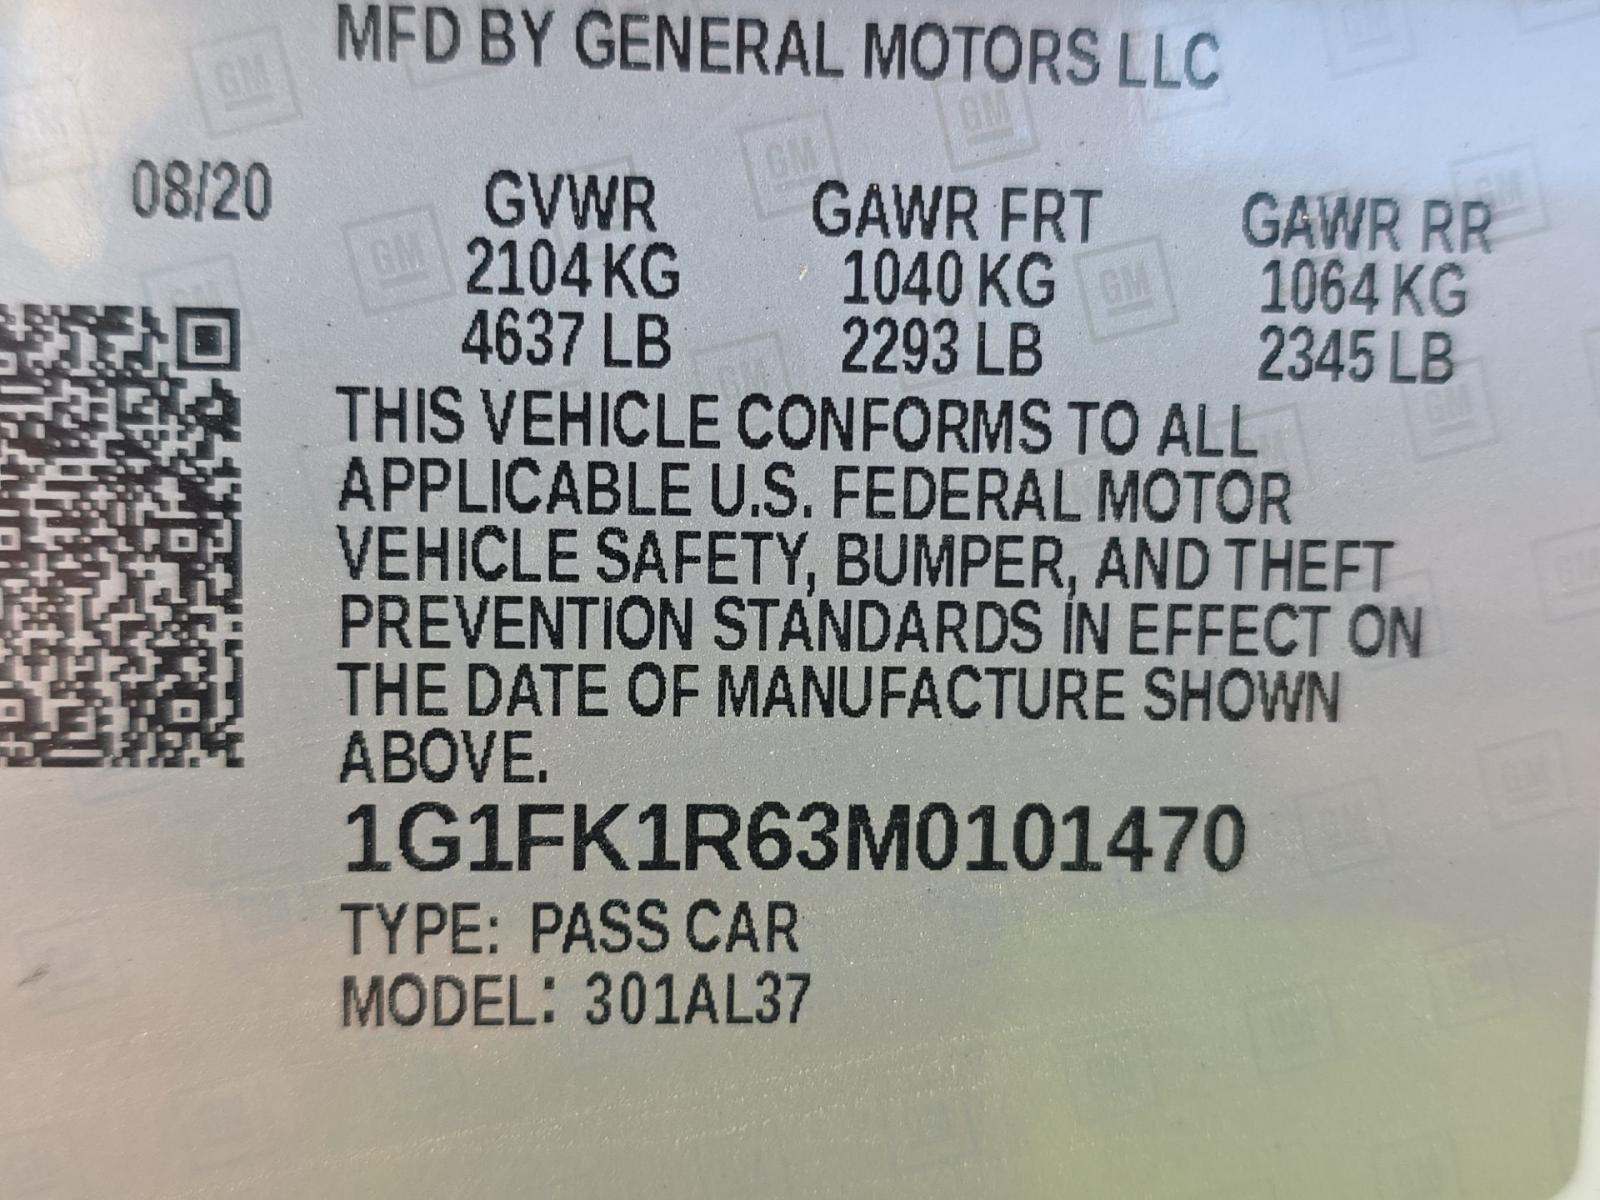 MFD BY GENERAL MOTORS LLC
08/20 GVWR GAWR FRT GAWR RR
2104 KG 1040 KG 1064 KG
4637 LB 2293 LB 2345 LB
THIS VEHICLE CONFORMS TO ALL
APPLICABLE U.S. FEDERAL MOTOR
VEHICLE SAFETY, BUMPER, AND THEFT
PREVENTION STANDARDS IN EFFECT ON
THE DATE OF MANUFACTURE SHOWN
ABOVE.
1G1FK1R63M0101470
TYPE: PASS CAR
MODEL: 301AL37